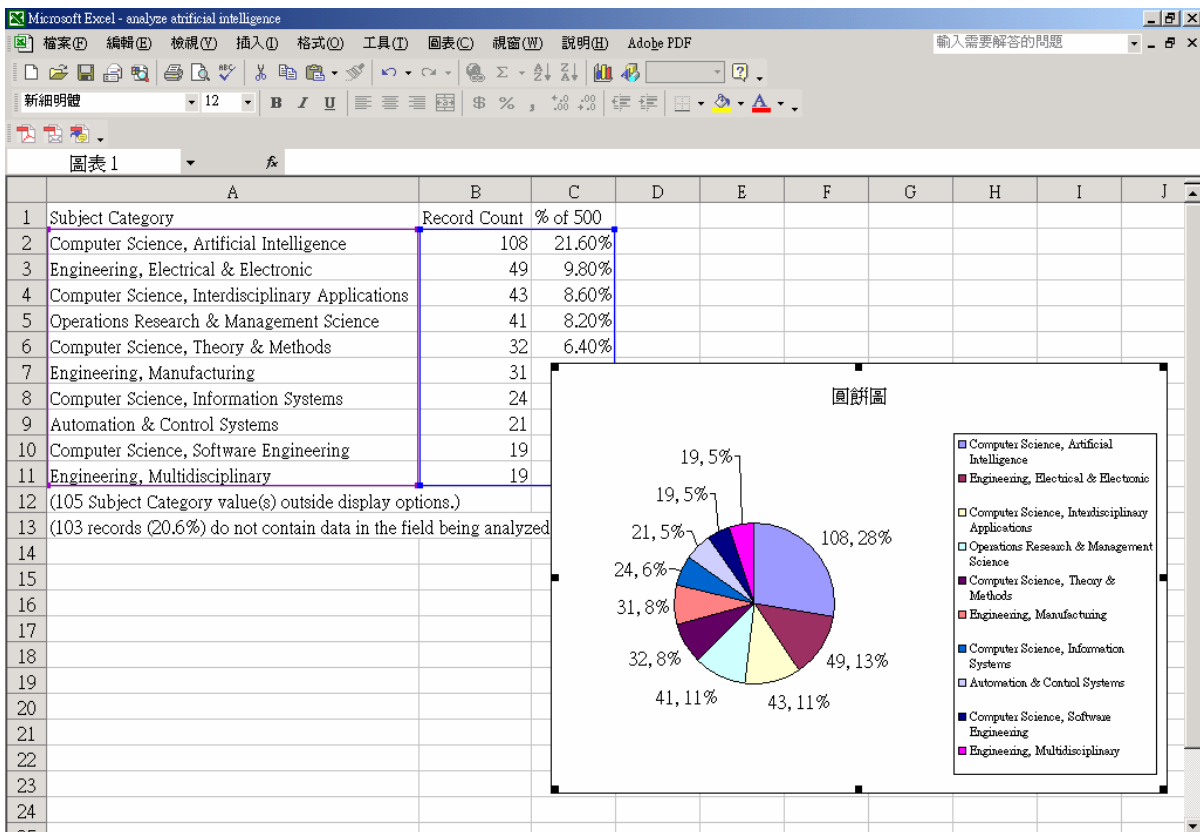 Microsoft Excel - analyze atrificial intelligence
檔案(F) 編輯(E) 檢視(V) 插入(I) 格式(O) 工具(T) 圖表(C) 視窗(W) 說明(H) Adobe PDF 輸入需要解答的問題
新細明體 12 B I U $ % ,
圖表 1 fx
A B C D E F G H I J
1 Subject Category Record Count % of 500
2 Computer Science, Artificial Intelligence 108 21.60%
3 Engineering, Electrical & Electronic 49 9.80%
4 Computer Science, Interdisciplinary Applications 43 8.60%
5 Operations Research & Management Science 41 8.20%
6 Computer Science, Theory & Methods 32 6.40%
7 Engineering, Manufacturing 31
8 Computer Science, Information Systems 24
9 Automation & Control Systems 21
10 Computer Science, Software Engineering 19
11 Engineering, Multidisciplinary 19
12 (105 Subject Category value(s) outside display options.)
13 (103 records (20.6%) do not contain data in the field being analyzed
14
15
16
17
18
19
20
21
22
23
24
圓餅圖
19, 5%
19, 5%
21, 5%
24, 6%
31, 8%
32, 8%
41, 11%
43, 11%
49, 13%
108, 28%
Computer Science, Artificial
Intelligence
Engineering, Electrical & Electronic
Computer Science, Interdisciplinary
Applications
Operations Research & Management
Science
Computer Science, Theory &
Methods
Engineering, Manufacturing
Computer Science, Information
Systems
Automation & Control Systems
Computer Science, Software
Engineering
Engineering, Multidisciplinary